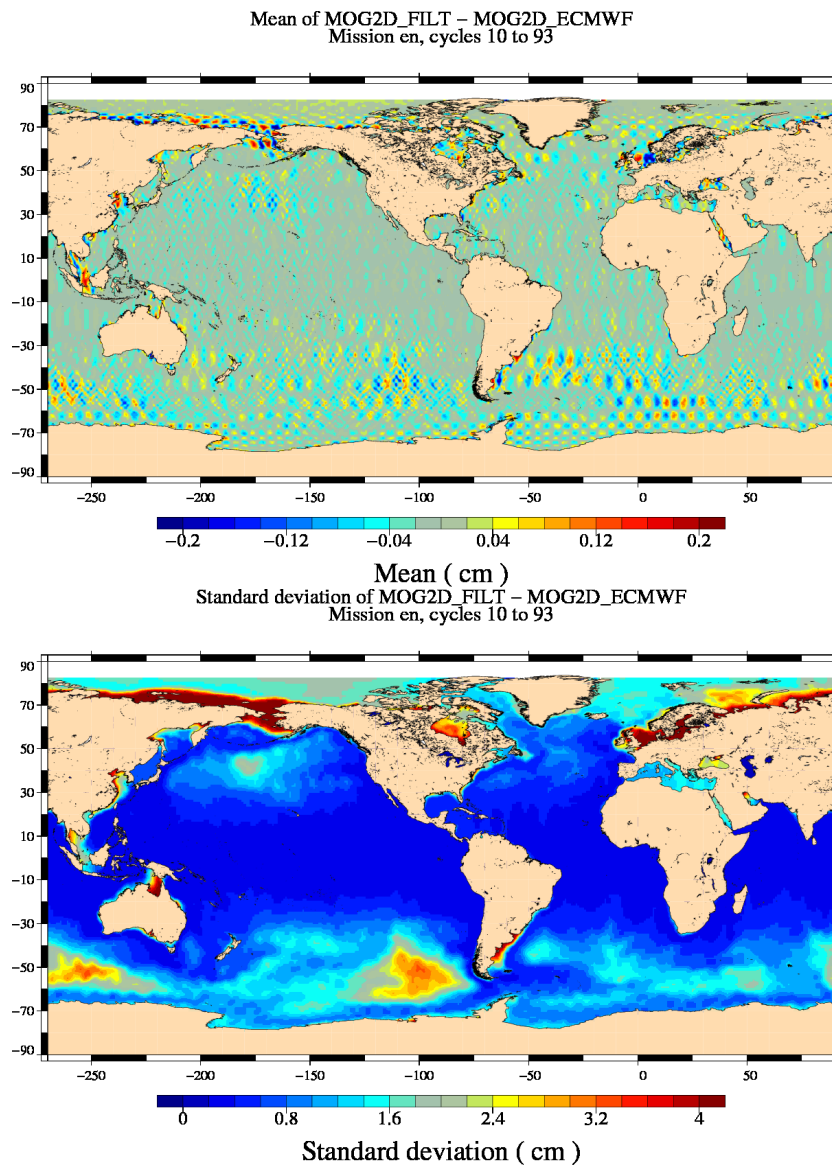 Mean of MOG2D_FILT − MOG2D_ECMWF
Mission en, cycles 10 to 93
90
70
50
30
10
−10
−30
−50
−70
−90
−250 −200 −150 −100 −50 0 50
−0.2 −0.12 −0.04 0.04 0.12 0.2
Mean ( cm )
Standard deviation of MOG2D_FILT − MOG2D_ECMWF
Mission en, cycles 10 to 93
90
70
50
30
10
−10
−30
−50
−70
−90
−250 −200 −150 −100 −50 0 50
0 0.8 1.6 2.4 3.2 4
Standard deviation ( cm )